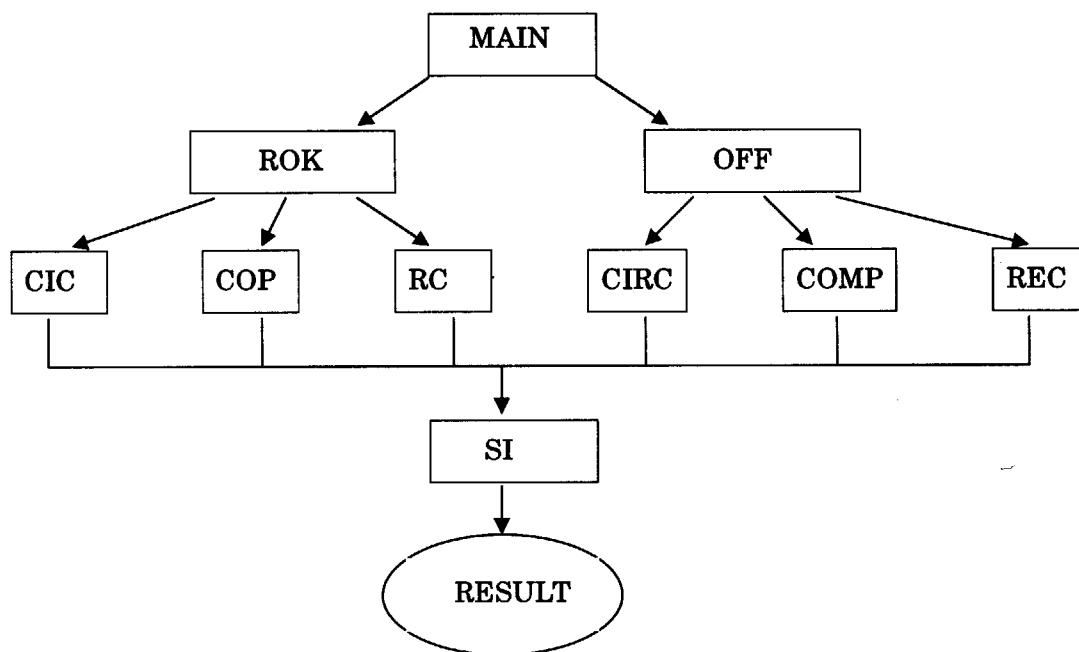 MAIN
ROK OFF
CIC COP RC CIRC COMP REC
SI
RESULT